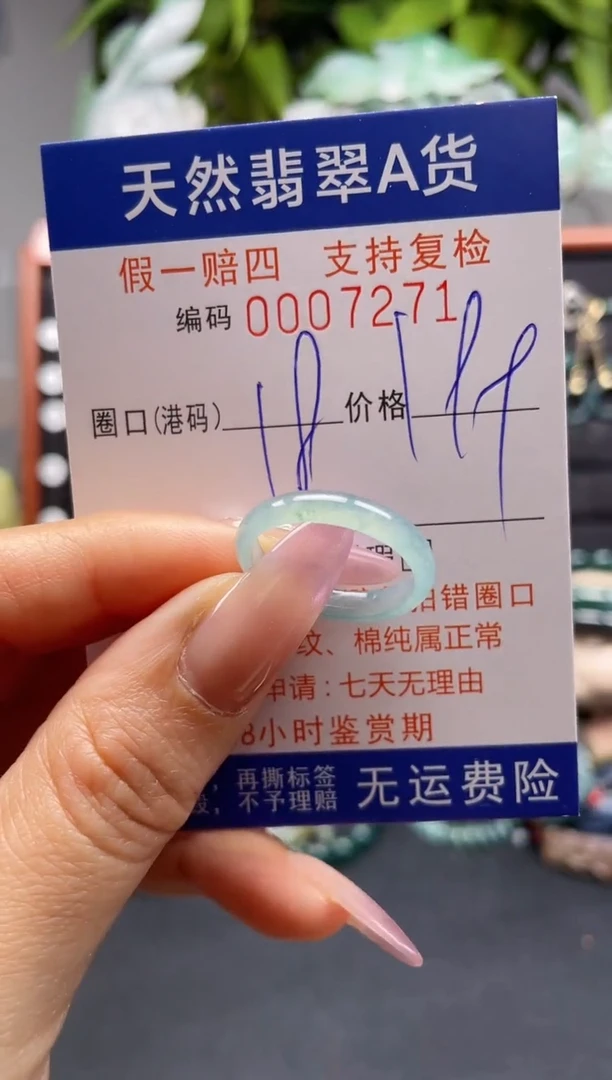 天然翡翠A货
假一赔四 支持复检
编码 0007271
圈口(港码) 18 价格
错圈口
纹、棉纯属正常
申请:七天无理由
8小时鉴赏期
,再撕标签
,不予理赔
无运费险